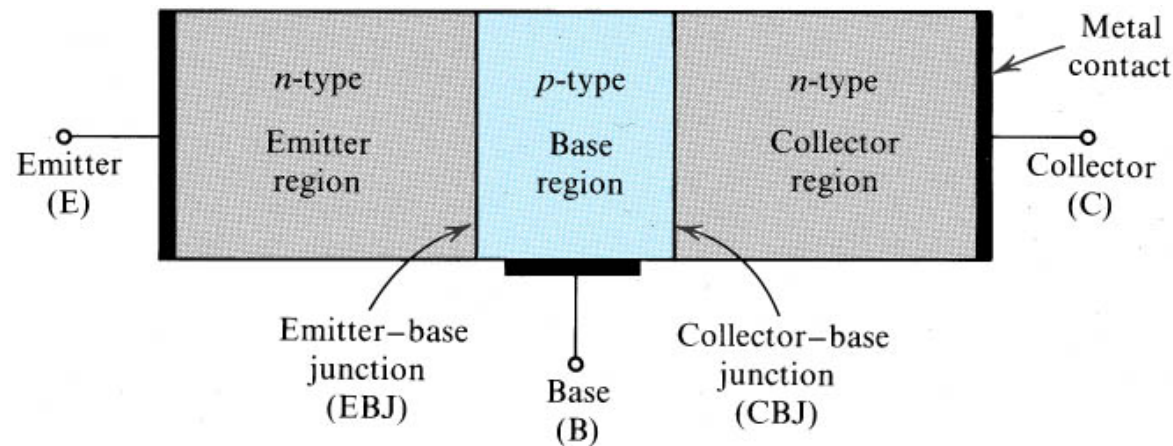 n-type
Emitter
region
p-type
Base
region
n-type
Collector
region
Metal
contact
Emitter
(E)
Collector
(C)
Emitter–base
junction
(EBJ)
Base
(B)
Collector–base
junction
(CBJ)